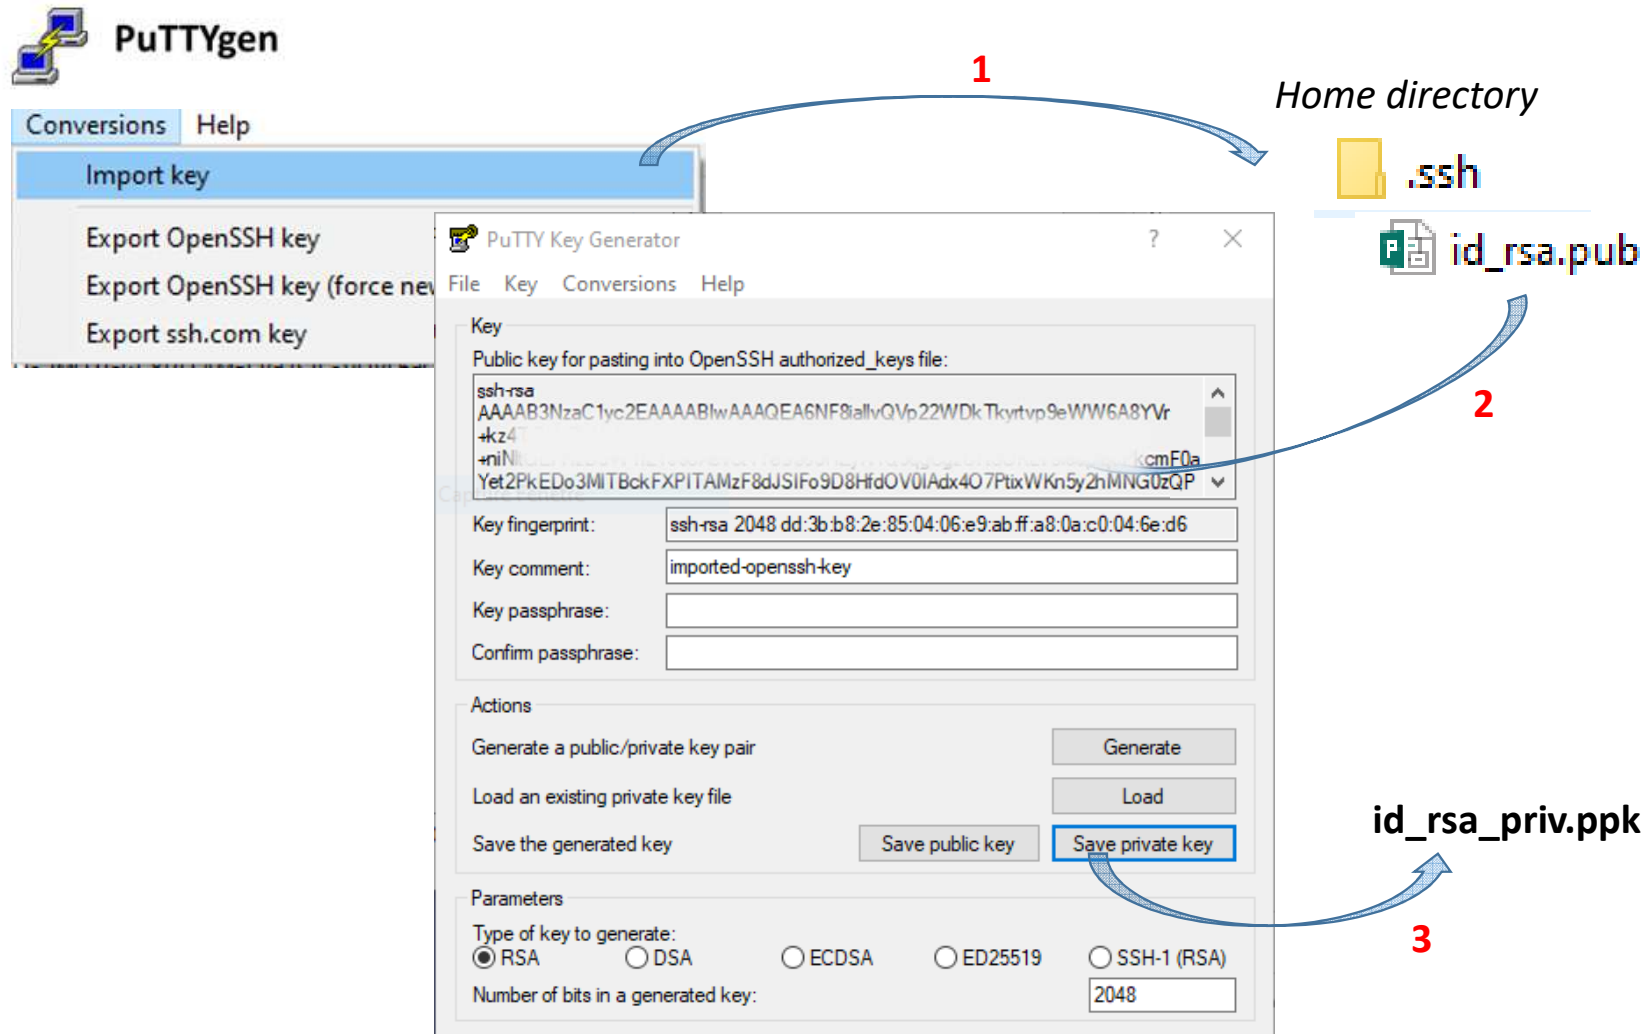 PuTTYgen
1
Home directory
Conversions Help
Import key
.ssh
Export OpenSSH key
Export OpenSSH key (force ne
Export ssh.com key
id_rsa.pub
PuTTY Key Generator
? ×
File Key Conversions Help
Key
Public key for pasting into OpenSSH authorized_keys file:
ssh-rsa
+kz4
+niN
kcmF0a
2
Key fingerprint:
ssh-rsa 2048 dd:3b:b8:2e:85:04:06:e9:ab:ff:a8:0a:c0:04:6e:d6
Key comment:
imported-openssh-key
Key passphrase:
Confirm passphrase:
Actions
Generate a public/private key pair
Generate
Load an existing private key file
Load
Save the generated key
Save public key
Save private key
id_rsa_priv.ppk
3
Parameters
Type of key to generate:
RSA DSA ECDSA ED25519 SSH-1 (RSA)
Number of bits in a generated key:
2048